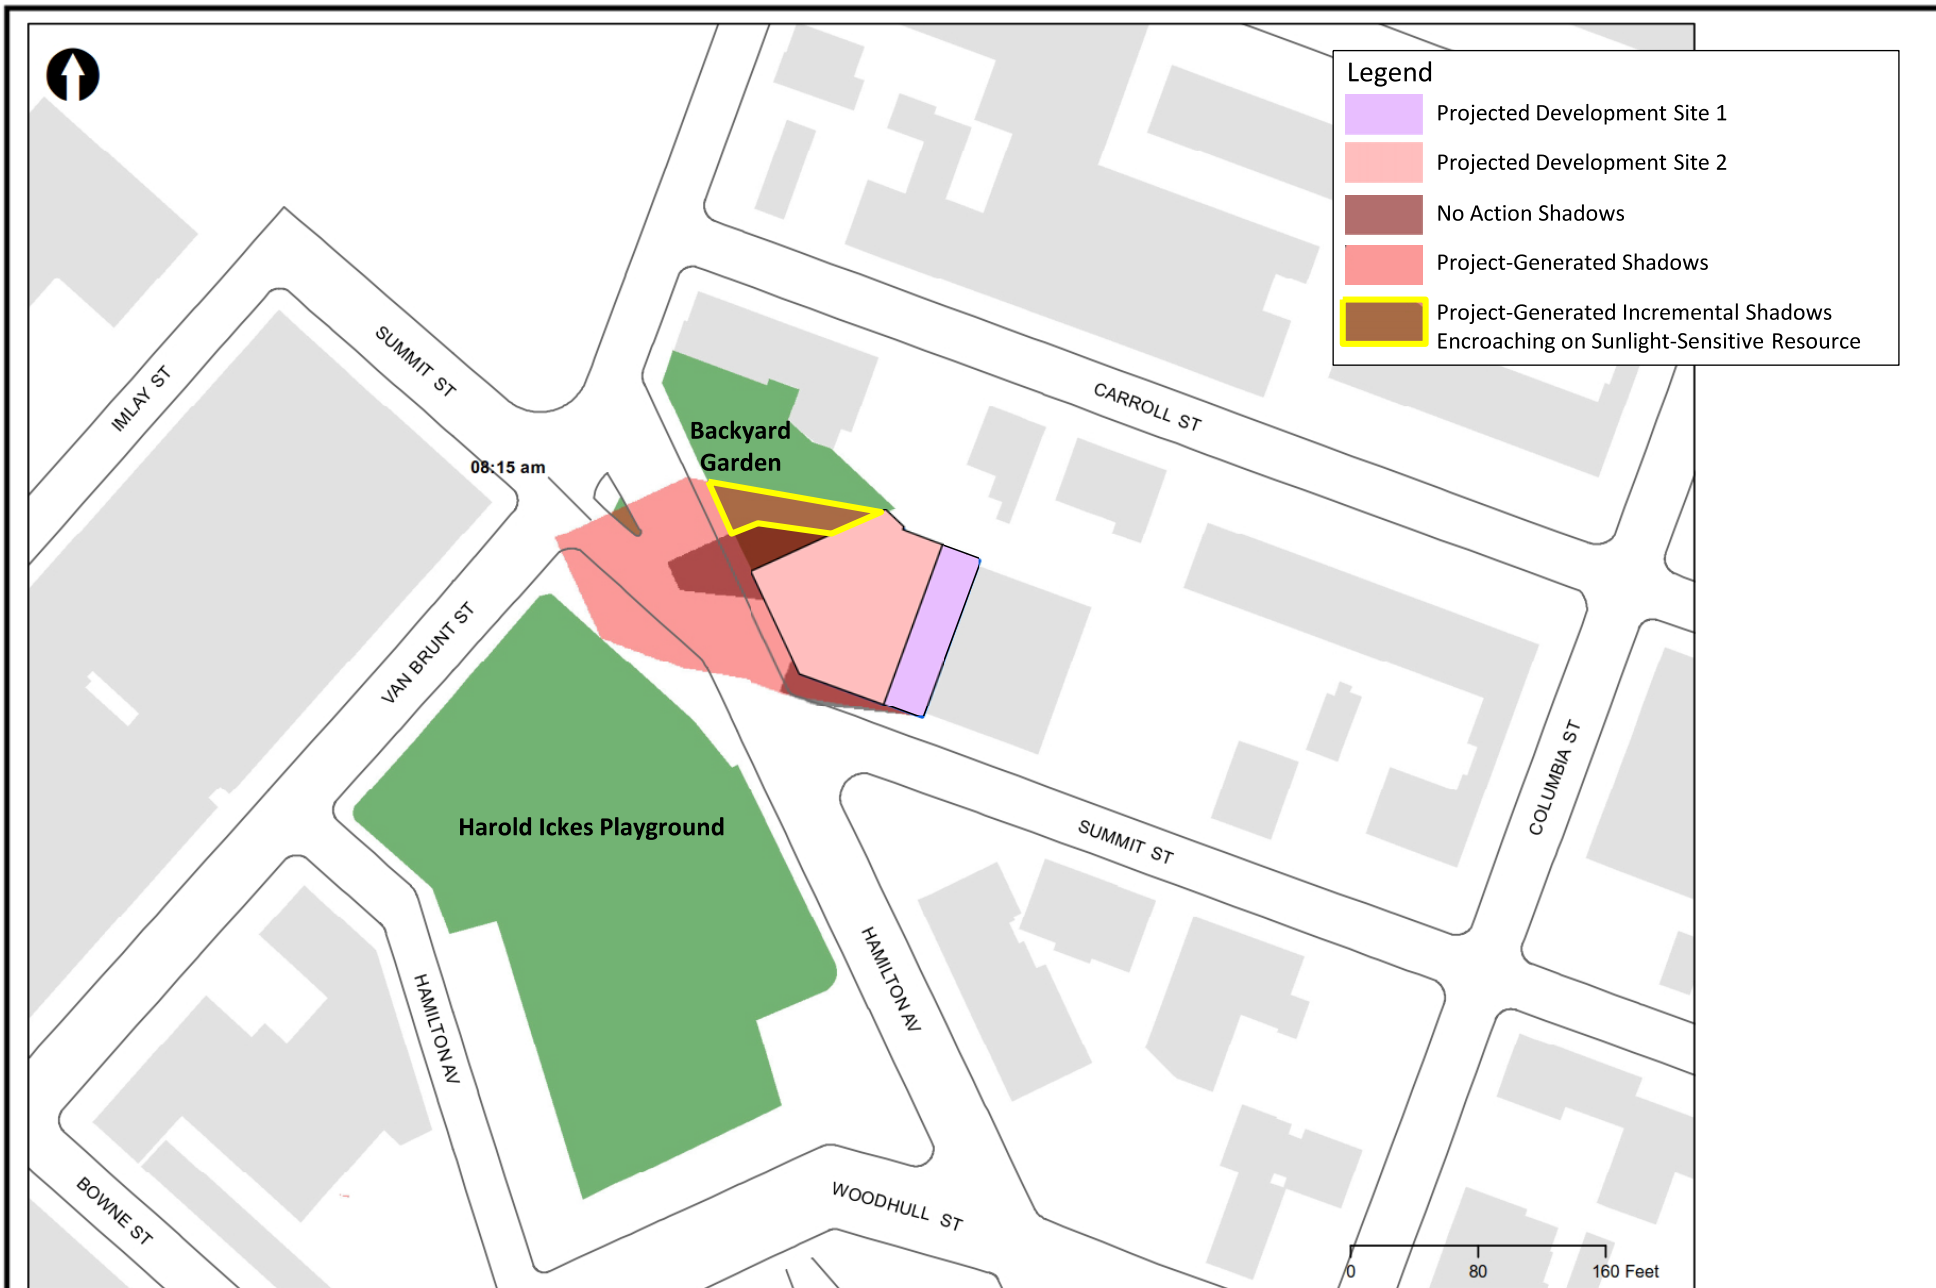 Legend
Projected Development Site 1
Projected Development Site 2
No Action Shadows
Project-Generated Shadows
Project-Generated Incremental Shadows
Encroaching on Sunlight-Sensitive Resource
SUMMIT ST
IMLAY ST
CARROLL ST
Backyard
Garden
08:15 am
VAN BRUNT ST
COLUMBIA ST
Harold Ickes Playground
SUMMIT ST
HAMILTON AV
HAMILTON AV
BOWNE ST
WOODHULL ST
0 80 160 Feet